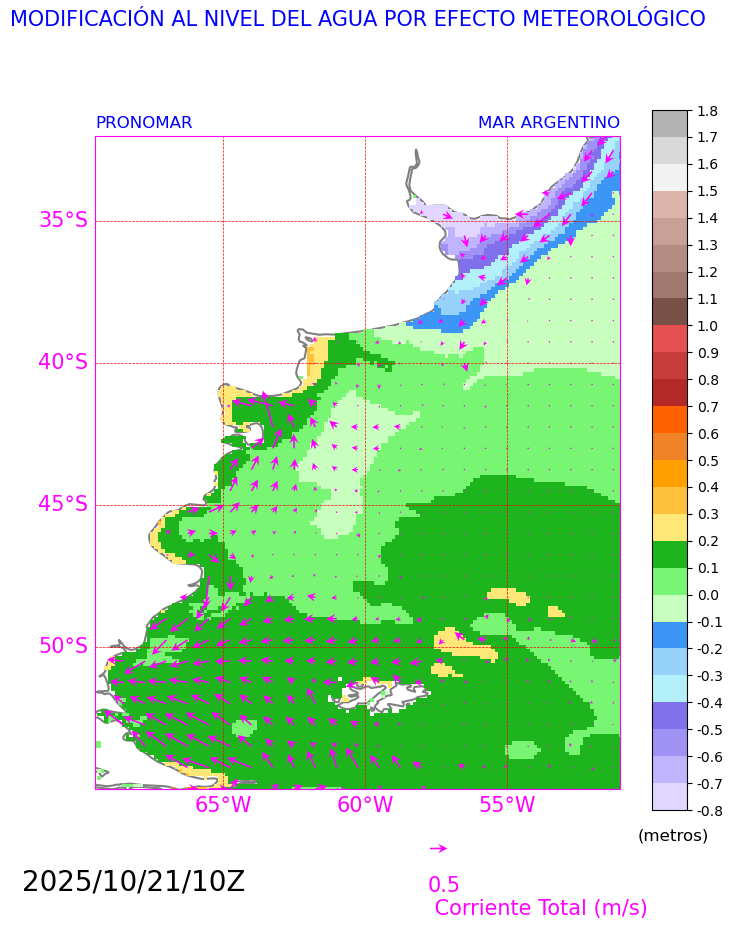 MODIFICACIÓN AL NIVEL DEL AGUA POR EFECTO METEOROLÓGICO
PRONOMAR MAR ARGENTINO
35°S
40°S
45°S
50°S
65°W 60°W 55°W
1.8
1.7
1.6
1.5
1.4
1.3
1.2
1.1
1.0
0.9
0.8
0.7
0.6
0.5
0.4
0.3
0.2
0.1
0.0
-0.1
-0.2
-0.3
-0.4
-0.5
-0.6
-0.7
-0.8
(metros)
2025/10/21/10Z
0.5
Corriente Total (m/s)